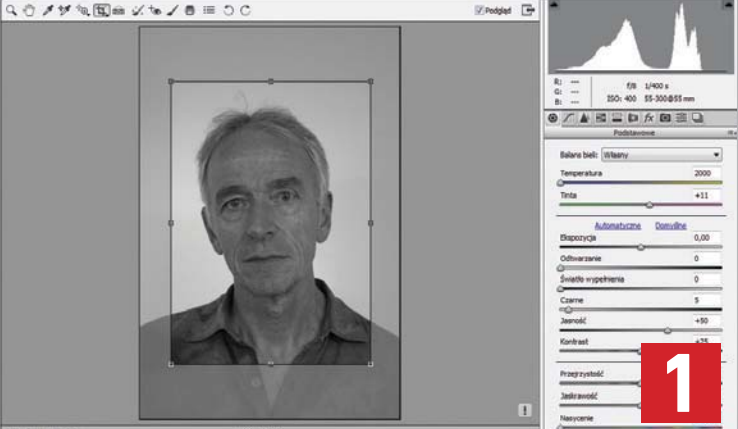 Podgląd
R: ---
G: ---
B: ---
f/8 1/400 s
ISO: 400 55-300@55 mm
Podstawowe
Balans bieli: Własny
Temperatura 2000
Tinta +11
Automatyczne Domyślne
Ekspozycja 0,00
Odtwarzanie 0
Światło wypełnienia 0
Czarne 5
Jasność +50
Kontrast +25
Przejrzystość
Jaskrawość
Nasycenie
1